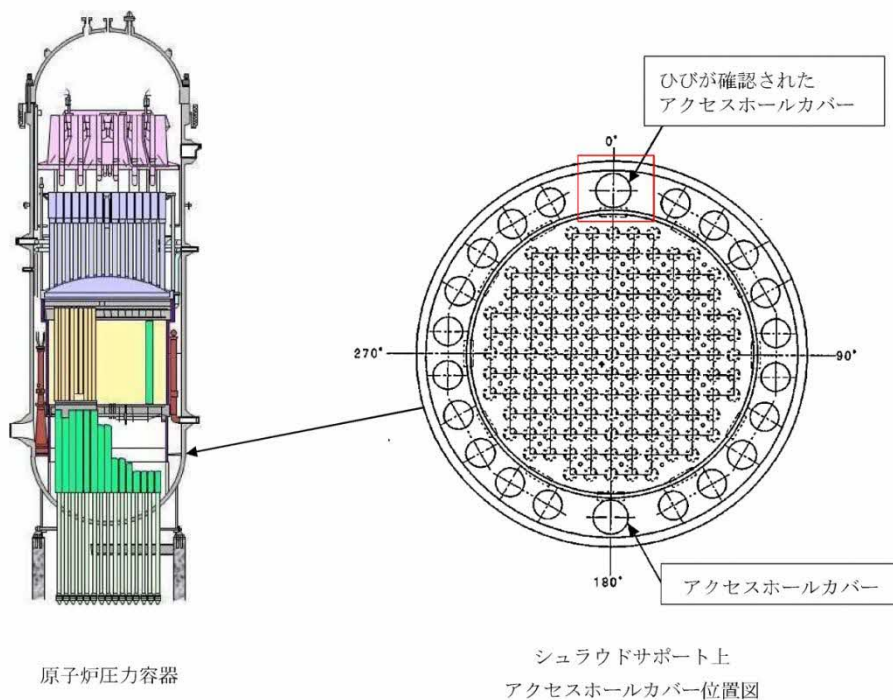 ひびが確認された
アクセスホールカバー
0°
270°
90°
180°
アクセスホールカバー
原子炉圧力容器
シュラウドサポート上
アクセスホールカバー位置図